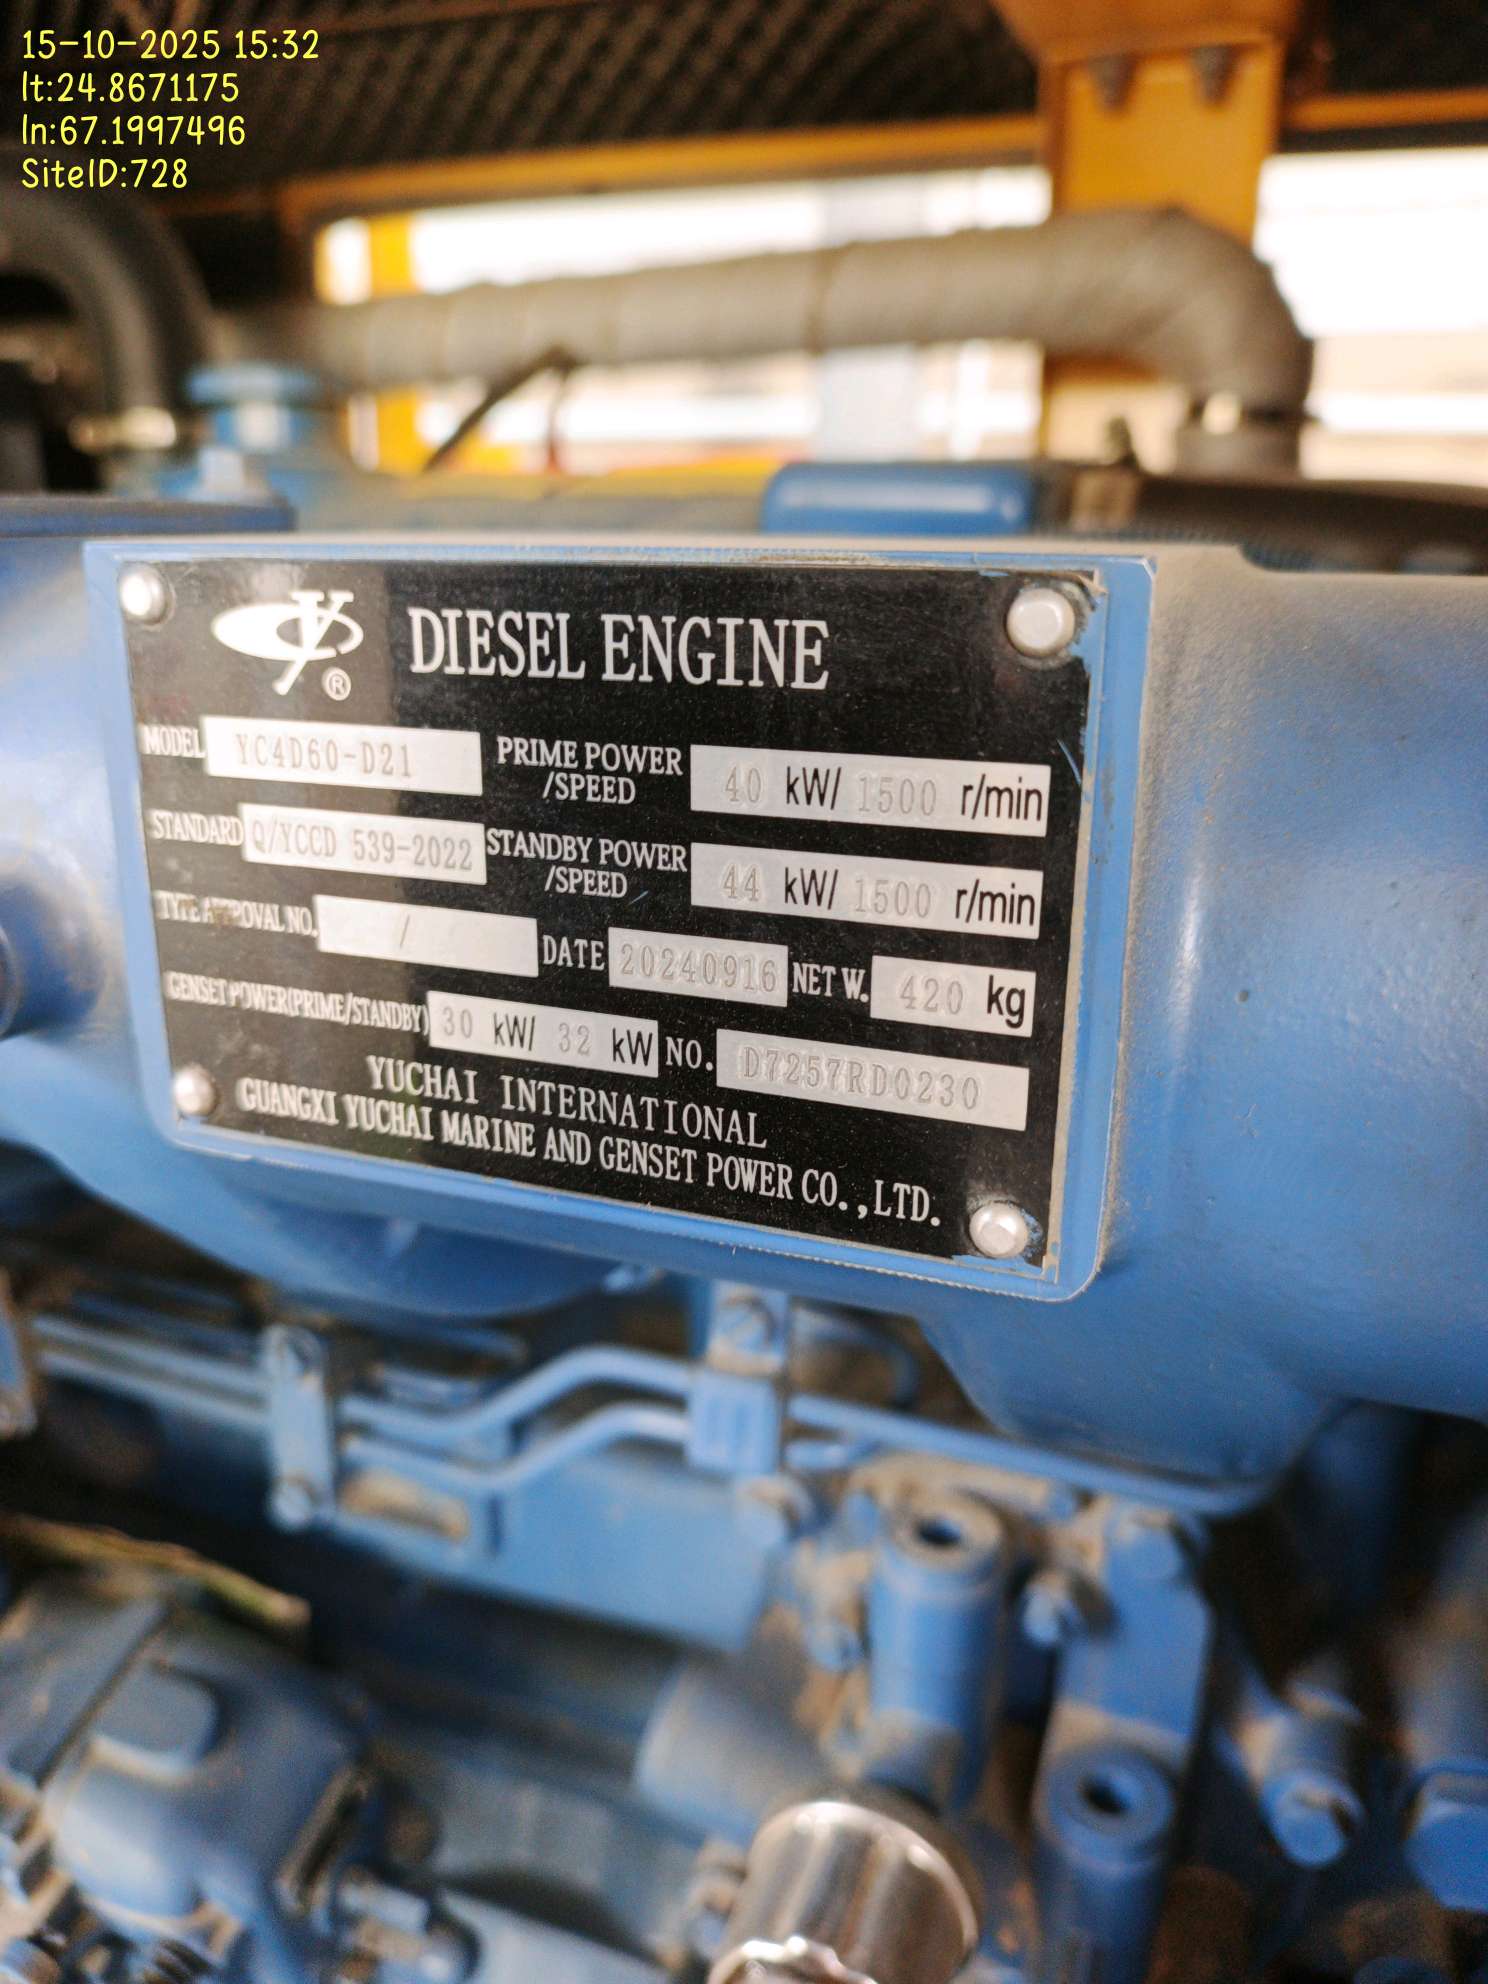 15-10-2025 15:32
lt:24.8671175
ln:67.1997496
SiteID:728
DIESEL ENGINE
®
MODEL YC4D60-D21 PRIME POWER /SPEED 40 kW/ 1500 r/min
STANDARD Q/YCCD 539-2022 STANDBY POWER /SPEED 44 kW/ 1500 r/min
TYPE APPROVAL NO. / DATE 20240916 NET W. 420 kg
GENSET POWER(PRIME/STANDBY) 30 kW/ 32 kW NO. D7257RD0230
YUCHAI INTERNATIONAL
GUANGXI YUCHAI MARINE AND GENSET POWER CO.,LTD.